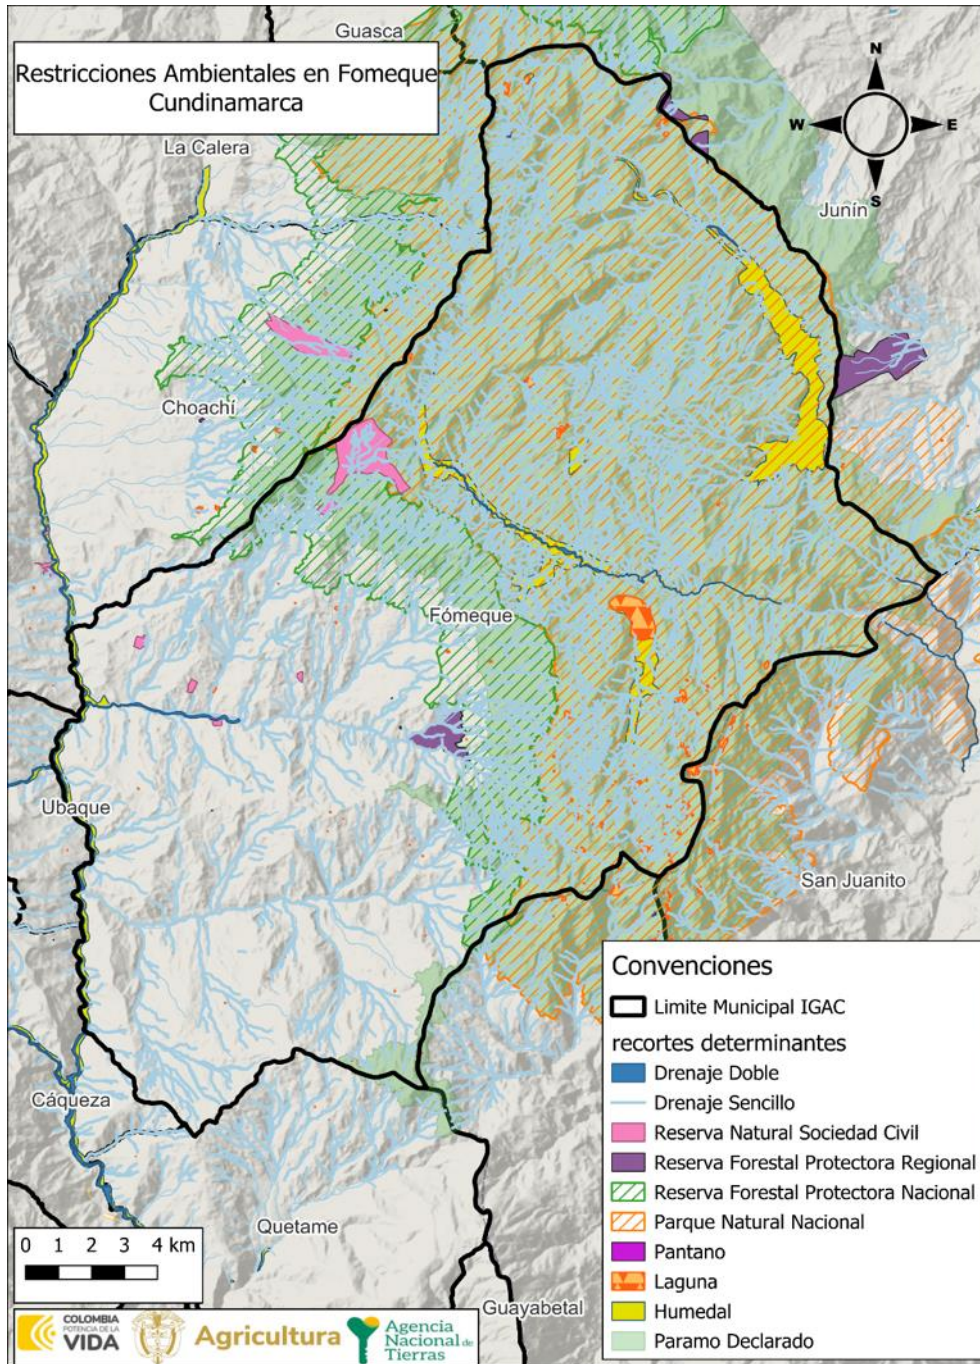 Guasca
Restricciones Ambientales en Fomeque
Cundinamarca
N
W
E
S
La Calera
Junín
Choachí
Fómeque
Ubaque
San Juanito
Cáqueza
Quetame
Guayabetal
Convenciones
Limite Municipal IGAC
recortes determinantes
Drenaje Doble
Drenaje Sencillo
Reserva Natural Sociedad Civil
Reserva Forestal Protectora Regional
Reserva Forestal Protectora Nacional
Parque Natural Nacional
Pantano
Laguna
Humedal
Paramo Declarado
0 1 2 3 4 km
COLOMBIA
POTENCIA DE LA
VIDA
Agricultura
Agencia
Nacional de
Tierras